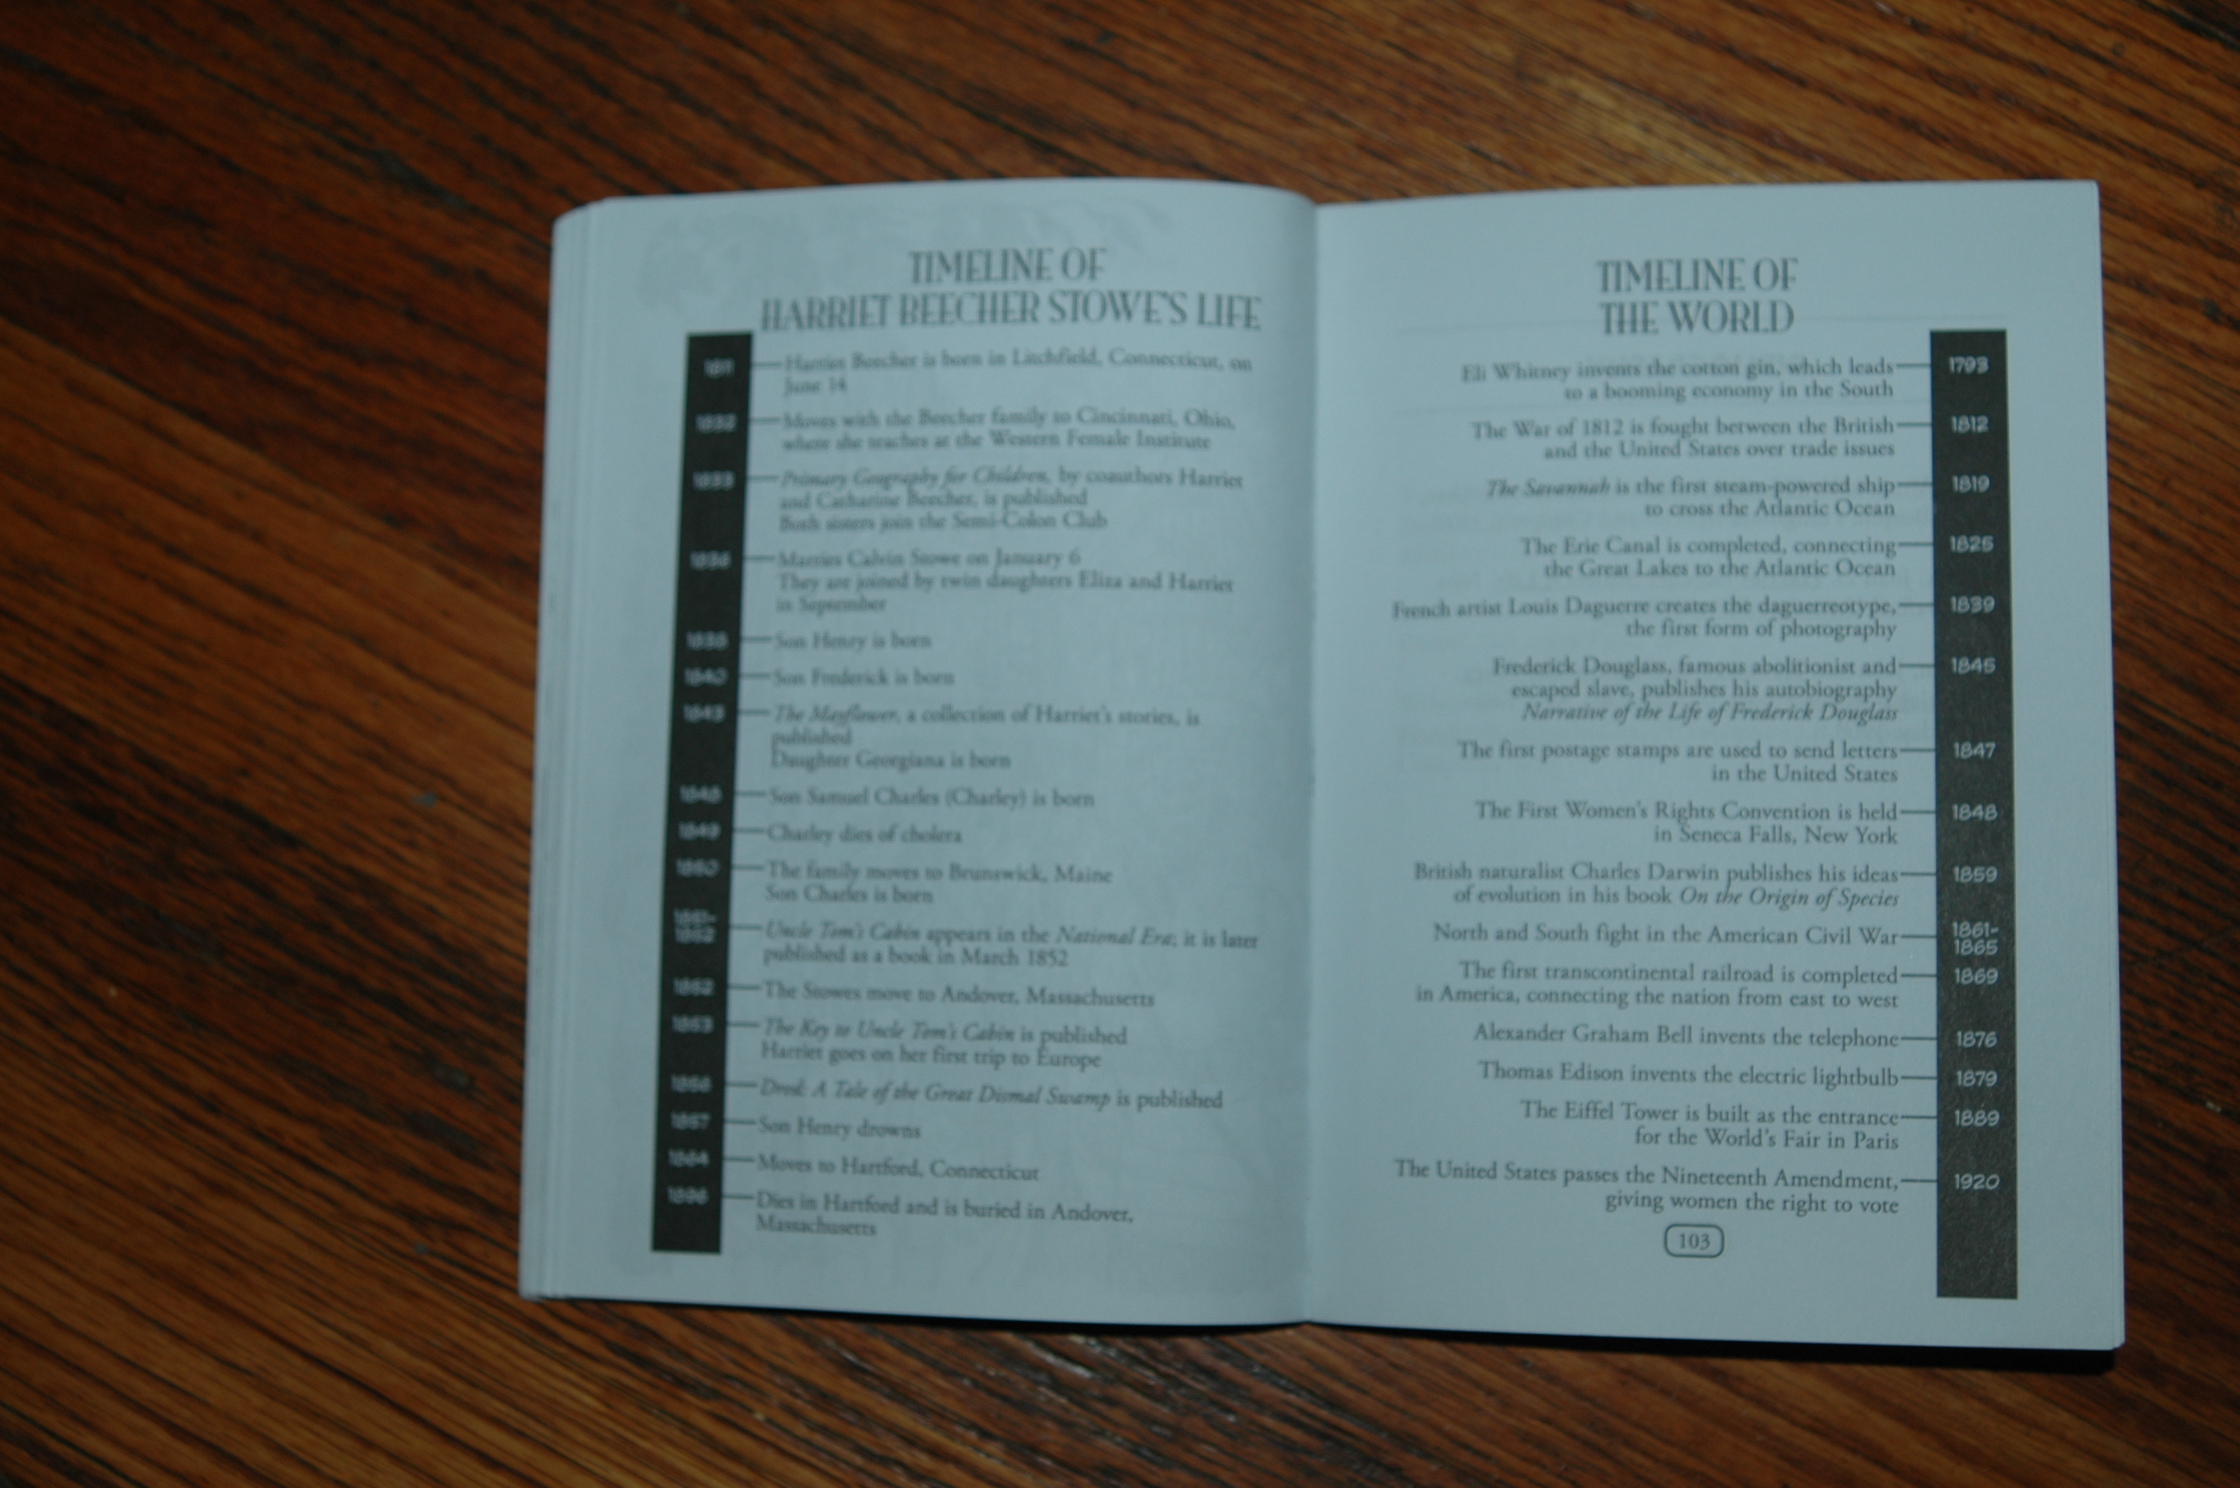 TIMELINE OF
HARRIET BEECHER STOWE'S LIFE
1811 Harriet Beecher is born in Litchfield, Connecticut, on
June 14
1832 Moves with the Beecher family to Cincinnati, Ohio,
where she teaches at the Western Female Institute
1833 Primary Geography for Children, by coauthors Harriet
and Catharine Beecher, is published
Both sisters join the Semi-Colon Club
1836 Marries Calvin Stowe on January 6
They are joined by twin daughters Eliza and Harriet
in September
1838 Son Henry is born
1840 Son Frederick is born
1843 The Mayflower, a collection of Harriet's stories, is
published
Daughter Georgiana is born
1848 Son Samuel Charles (Charley) is born
1849 Charley dies of cholera
1850 The family moves to Brunswick, Maine
Son Charles is born
1851–
1852 Uncle Tom's Cabin appears in the National Era; it is later
published as a book in March 1852
1852 The Stowes move to Andover, Massachusetts
1853 The Key to Uncle Tom's Cabin is published
Harriet goes on her first trip to Europe
1856 Dred: A Tale of the Great Dismal Swamp is published
1857 Son Henry drowns
1864 Moves to Hartford, Connecticut
1896 Dies in Hartford and is buried in Andover,
Massachusetts
TIMELINE OF
THE WORLD
Eli Whitney invents the cotton gin, which leads 1793
to a booming economy in the South
The War of 1812 is fought between the British 1812
and the United States over trade issues
The Savannah is the first steam-powered ship 1819
to cross the Atlantic Ocean
The Erie Canal is completed, connecting 1825
the Great Lakes to the Atlantic Ocean
French artist Louis Daguerre creates the daguerreotype, 1839
the first form of photography
Frederick Douglass, famous abolitionist and 1845
escaped slave, publishes his autobiography
Narrative of the Life of Frederick Douglass
The first postage stamps are used to send letters 1847
in the United States
The First Women's Rights Convention is held 1848
in Seneca Falls, New York
British naturalist Charles Darwin publishes his ideas 1859
of evolution in his book On the Origin of Species
North and South fight in the American Civil War 1861–
1865
The first transcontinental railroad is completed 1869
in America, connecting the nation from east to west
Alexander Graham Bell invents the telephone 1876
Thomas Edison invents the electric lightbulb 1879
The Eiffel Tower is built as the entrance 1889
for the World's Fair in Paris
The United States passes the Nineteenth Amendment, 1920
giving women the right to vote
103